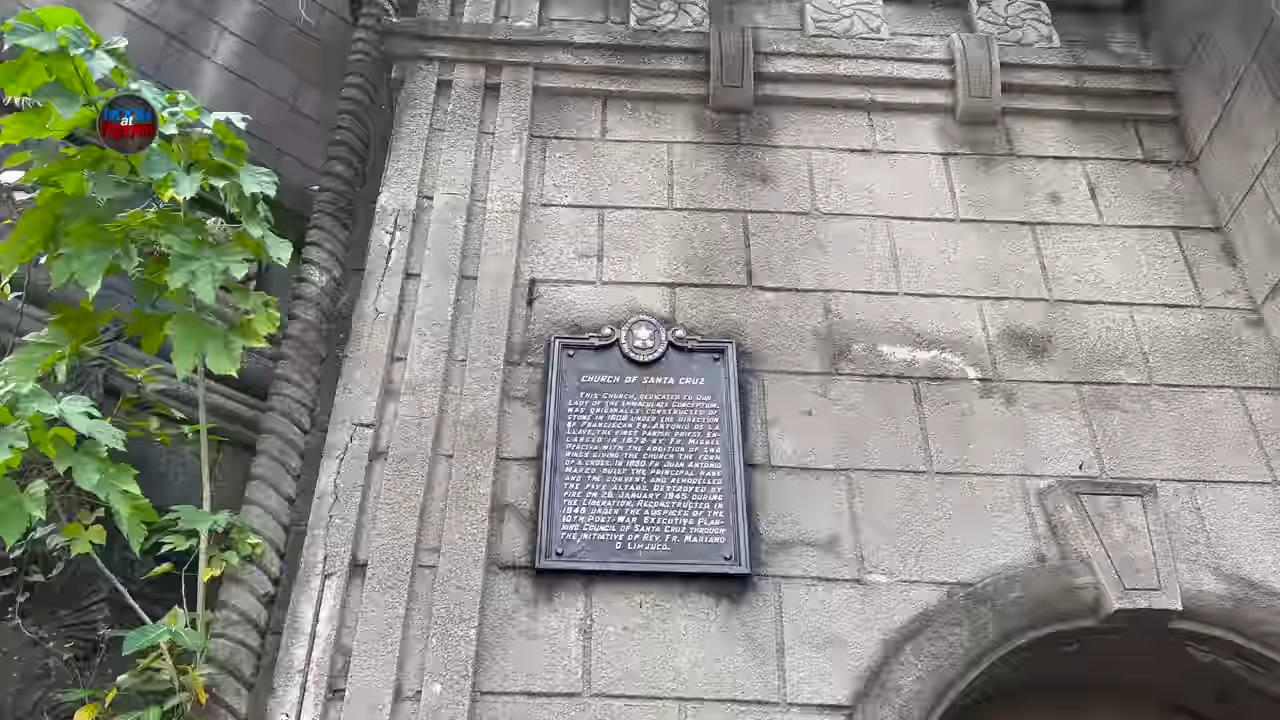 at
CHURCH OF SANTA CRUZ
THIS CHURCH, DEDICATED TO OUR
LADY OF THE IMMACULATE CONCEPTION,
WAS ORIGINALLY CONSTRUCTED OF
STONE IN 1608 UNDER THE DIRECTION
OF FRANCISCAN FR. ANTONIO DE LA
LLAVE, THE FIRST PARISH PRIEST. EN-
LARGED IN 1672 BY FR. MIGUEL
WITH THE ADDITION OF TWO
WINGS GIVING THE CHURCH THE FORM
OF A CROSS. IN 1850 FR. JUAN ANTONIO
BUILT THE PRINCIPAL NAVE
AND THE CONVENT, AND REMODELLED
THE FIVE ALTARS. DESTROYED BY
FIRE ON 26 JANUARY 1945 DURING
THE LIBERATION. RECONSTRUCTED IN
1948 UNDER THE AUSPICES OF THE
10TH POST-WAR EXECUTIVE PLAN-
NING COUNCIL OF SANTA CRUZ THROUGH
THE INITIATIVE OF REV. FR. MARIANO
D. LIMJUCO.